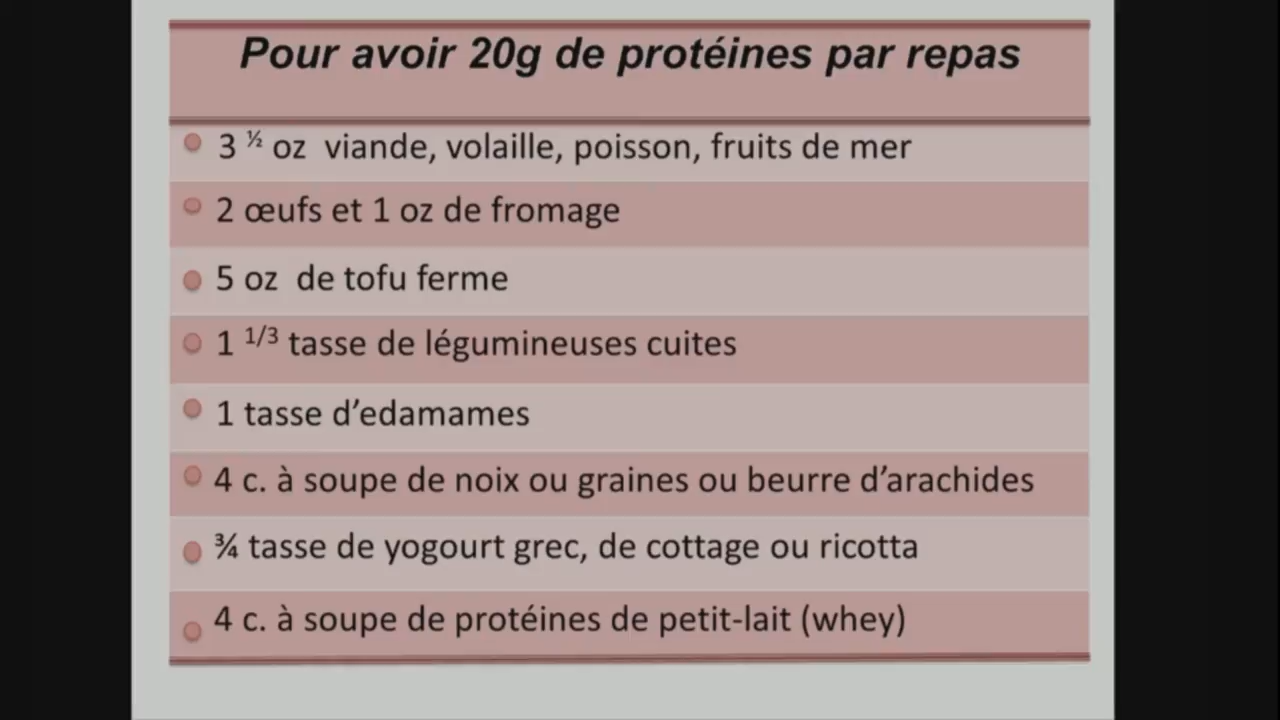 Pour avoir 20g de protéines par repas
3 ½ oz viande, volaille, poisson, fruits de mer
2 œufs et 1 oz de fromage
5 oz de tofu ferme
1 1/3 tasse de légumineuses cuites
1 tasse d’edamames
4 c. à soupe de noix ou graines ou beurre d’arachides
¾ tasse de yogourt grec, de cottage ou ricotta
4 c. à soupe de protéines de petit-lait (whey)